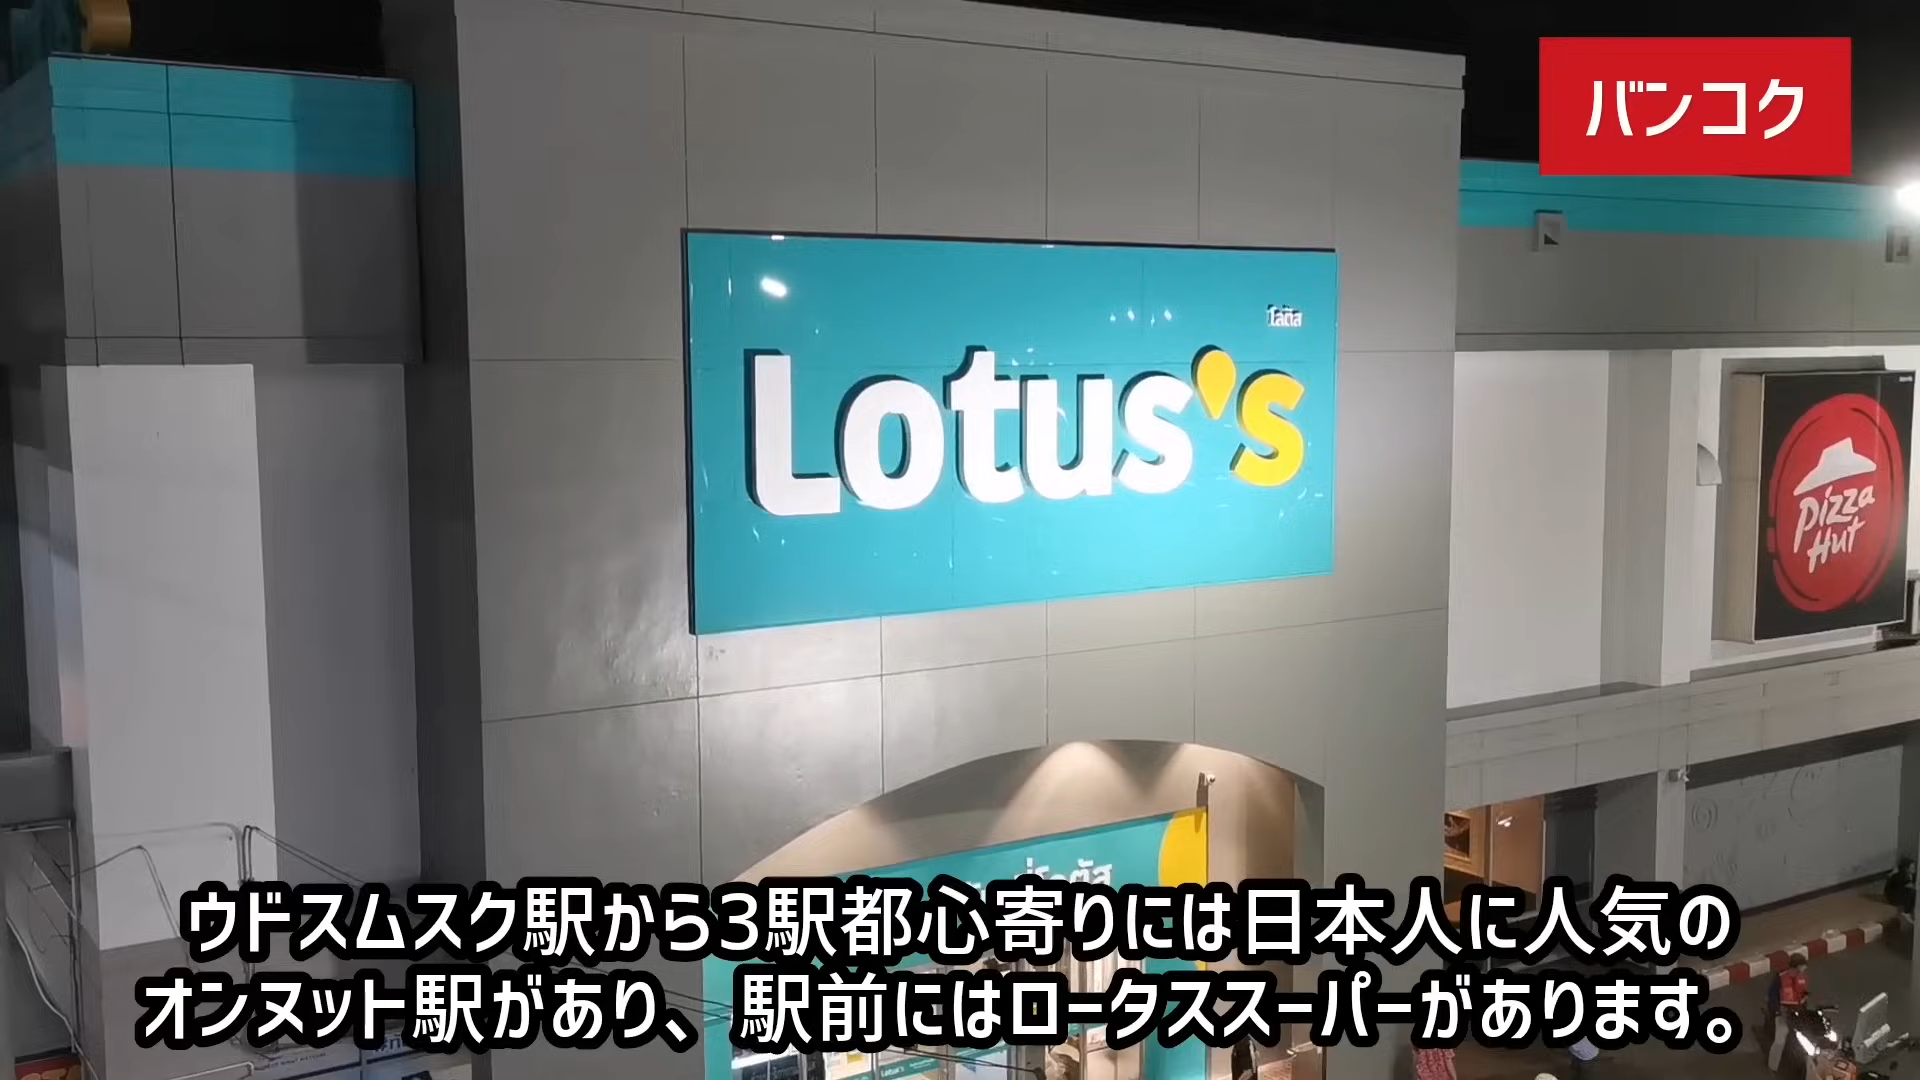 バンコク
โลตัส
Lotus's
Pizza
Hut
ウドスムスク駅から3駅都心寄りには日本人に人気の
オンヌット駅があり、駅前にはロータススーパーがあります。